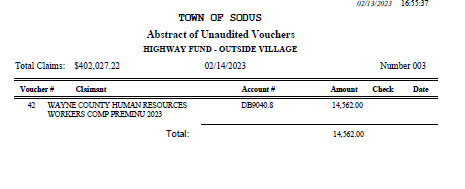 02/13/2023 16:55:37
TOWN OF SODUS
Abstract of Unaudited Vouchers
HIGHWAY FUND - OUTSIDE VILLAGE
Total Claims: $402,027.22 02/14/2023 Number 003
Voucher # Claimant Account # Amount Check Date
42 WAYNE COUNTY HUMAN RESOURCES DB9040.8 14,562.00
WORKERS COMP PREMINU 2023
Total: 14,562.00